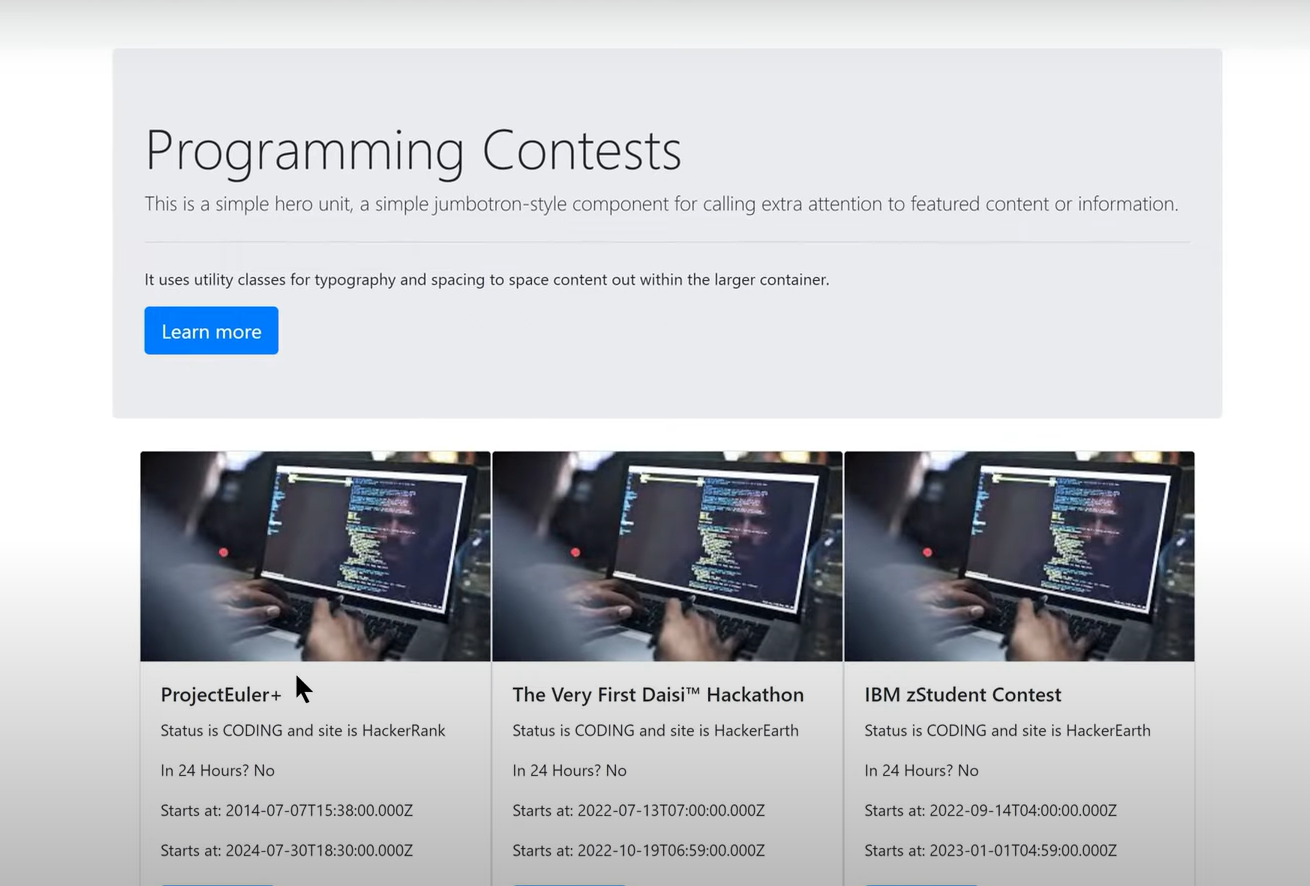 Programming Contests
This is a simple hero unit, a simple jumbotron-style component for calling extra attention to featured content or information.
It uses utility classes for typography and spacing to space content out within the larger container.
Learn more
ProjectEuler+
Status is CODING and site is HackerRank
In 24 Hours? No
Starts at: 2014-07-07T15:38:00.000Z
Starts at: 2024-07-30T18:30:00.000Z
The Very First Daisi™ Hackathon
Status is CODING and site is HackerEarth
In 24 Hours? No
Starts at: 2022-07-13T07:00:00.000Z
Starts at: 2022-10-19T06:59:00.000Z
IBM zStudent Contest
Status is CODING and site is HackerEarth
In 24 Hours? No
Starts at: 2022-09-14T04:00:00.000Z
Starts at: 2023-01-01T04:59:00.000Z